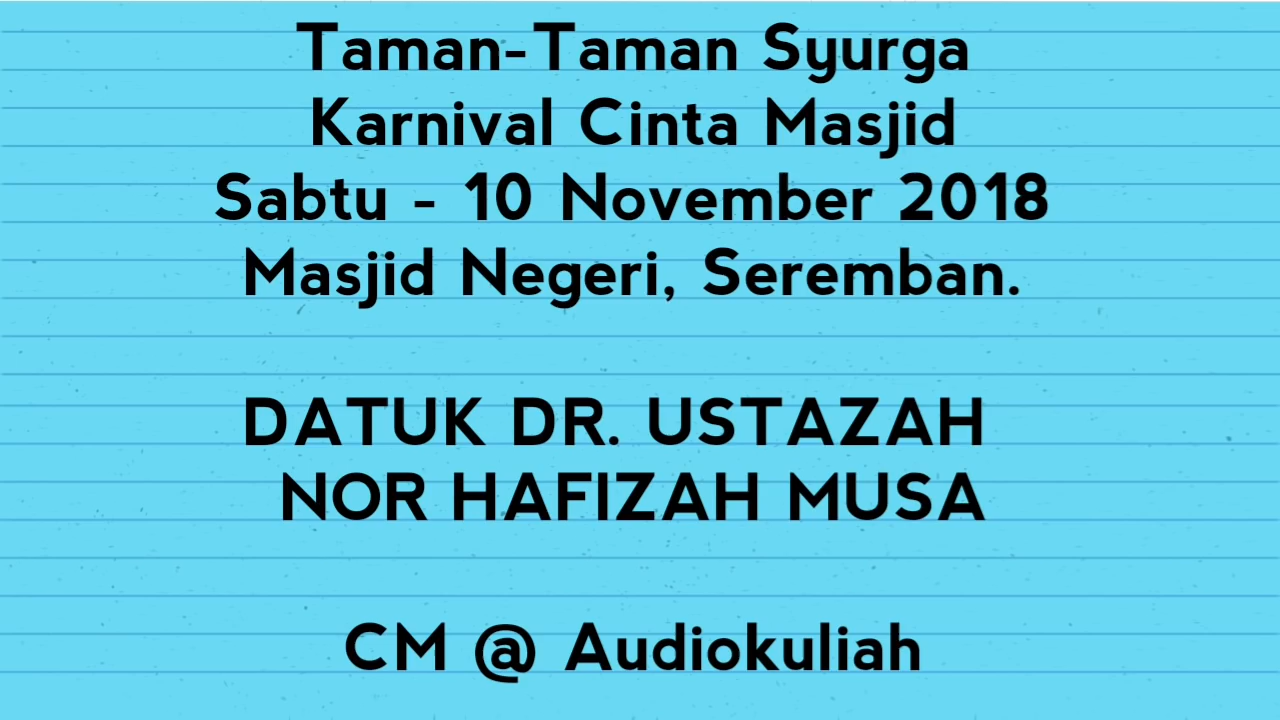 Taman-Taman Syurga
Karnival Cinta Masjid
Sabtu - 10 November 2018
Masjid Negeri, Seremban.
DATUK DR. USTAZAH
NOR HAFIZAH MUSA
CM @ Audiokuliah